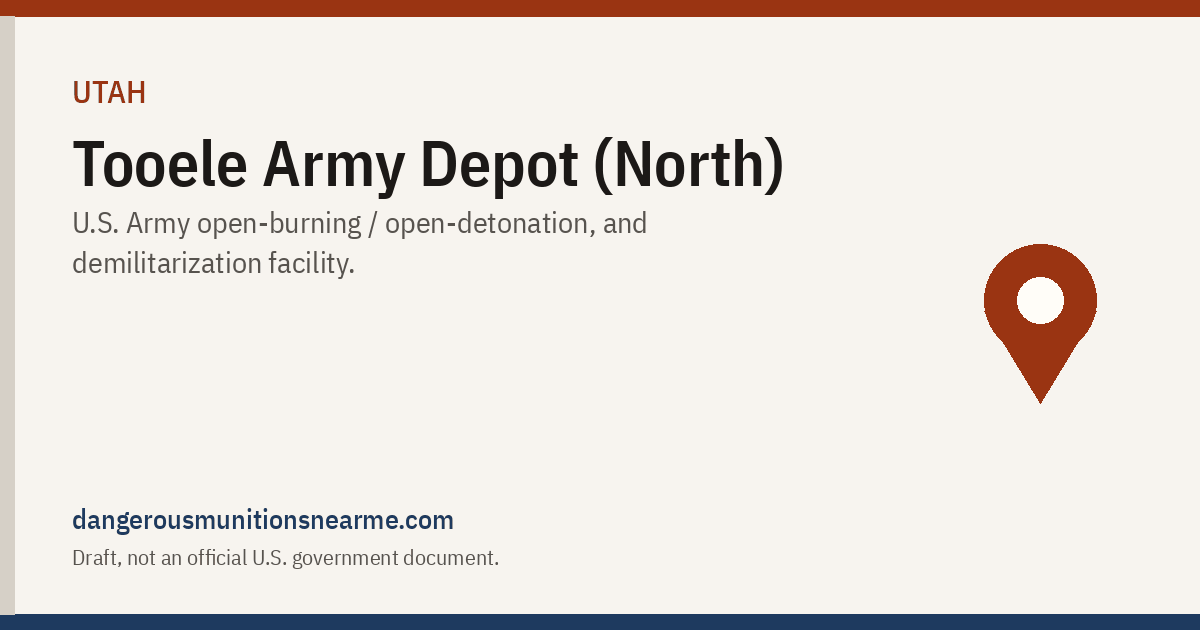 UTAH
Tooele Army Depot (North)
U.S. Army open-burning / open-detonation, and
demilitarization facility.
dangerousmunitionsnearme.com
Draft, not an official U.S. government document.